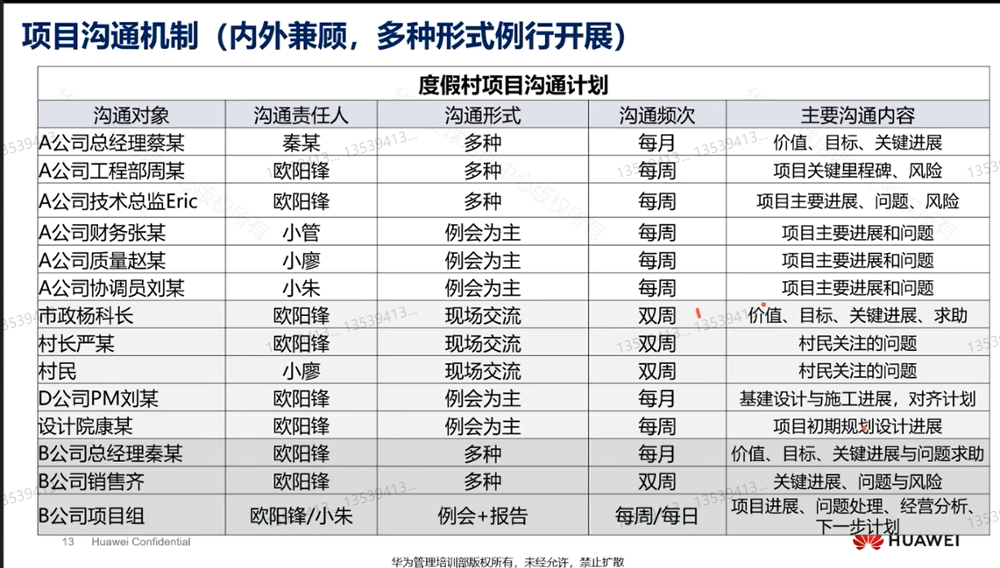 项目沟通机制（内外兼顾，多种形式例行开展）
度假村项目沟通计划
沟通对象 沟通责任人 沟通形式 沟通频次 主要沟通内容
A公司总经理蔡某 秦某 多种 每月 价值、目标、关键进展
A公司工程部周某 欧阳锋 多种 每周 项目关键里程碑、风险
A公司技术总监Eric 欧阳锋 多种 每周 项目主要进展、问题、风险
A公司财务张某 小管 例会为主 每周 项目主要进展和问题
A公司质量赵某 小廖 例会为主 每周 项目主要进展和问题
A公司协调员刘某 小朱 例会为主 每周 项目主要进展和问题
市政杨科长 欧阳锋 现场交流 双周 价值、目标、关键进展、求助
村长严某 欧阳锋 现场交流 双周 村民关注的问题
村民 小廖 现场交流 双周 村民关注的问题
D公司PM刘某 欧阳锋 例会为主 每月 基建设计与施工进展，对齐计划
设计院康某 欧阳锋 例会为主 每周 项目初期规划设计进展
B公司总经理秦某 欧阳锋 多种 每月 价值、目标、关键进展与问题求助
B公司销售齐 欧阳锋 多种 双周 关键进展、问题与风险
B公司项目组 欧阳锋/小朱 例会+报告 每周/每日 项目进展、问题处理、经营分析、
下一步计划
13 Huawei Confidential
HUAWEI
华为管理培训部版权所有，未经允许，禁止扩散